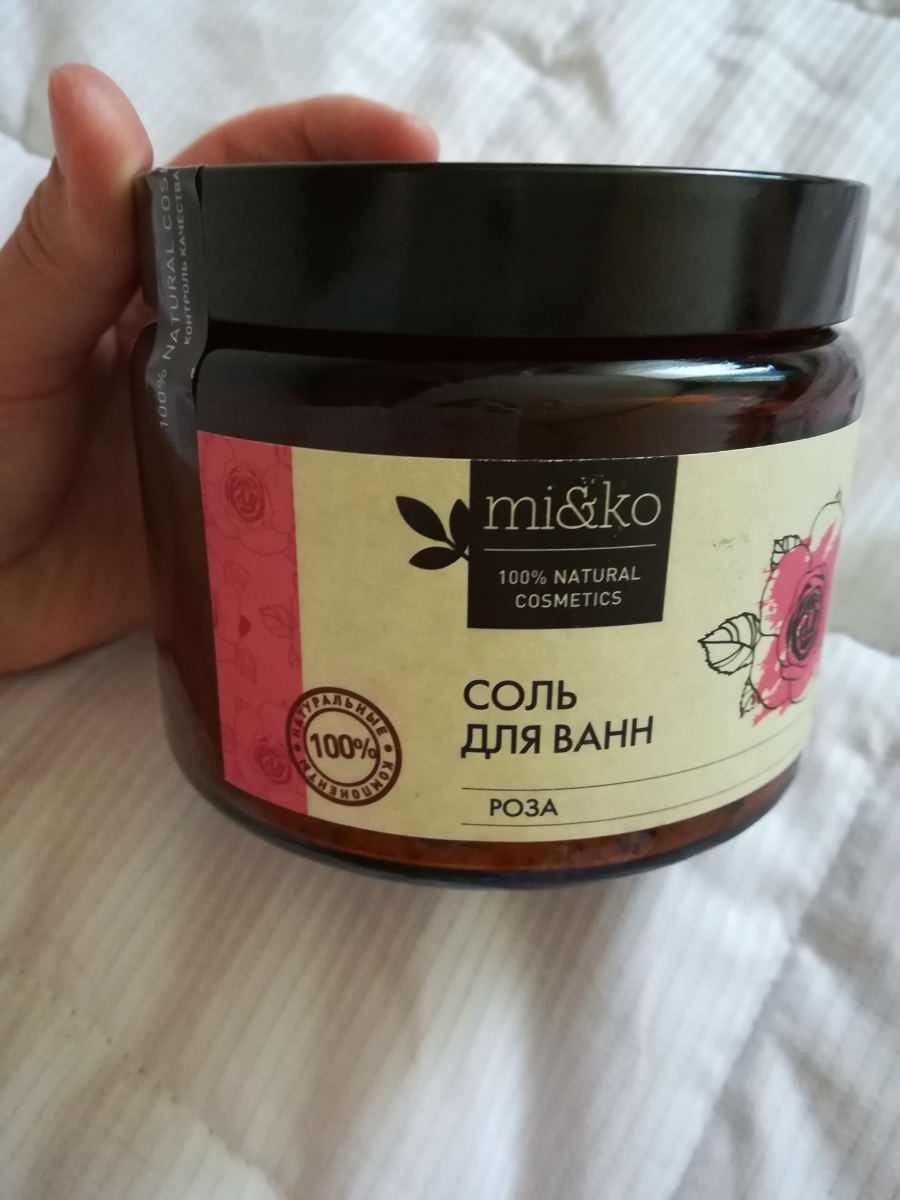 100% NATURAL COS
КОНТРОЛЬ КАЧЕСТВА
mi&ko
100% NATURAL
COSMETICS
СОЛЬ
ДЛЯ ВАНН
РОЗА
НАТУРАЛЬНЫЕ
100%
КОМПОНЕНТЫ